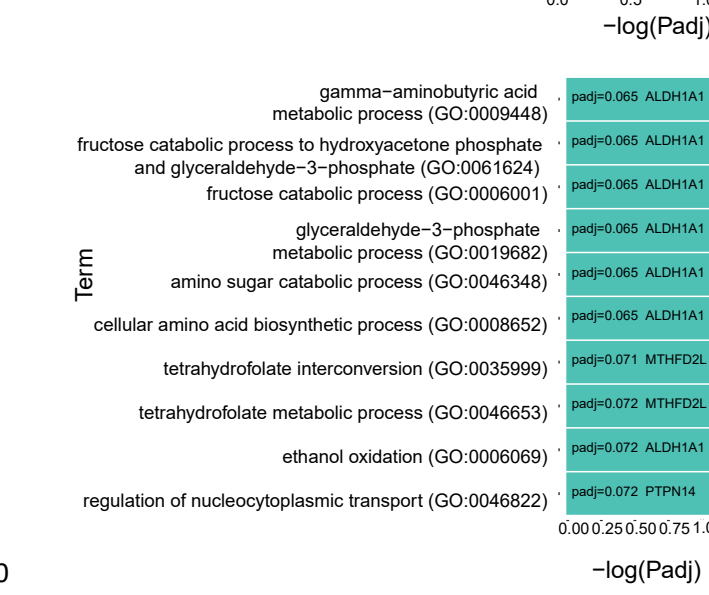 −log(Padj)
gamma−aminobutyric acid
metabolic process (GO:0009448)
padj=0.065 ALDH1A1
fructose catabolic process to hydroxyacetone phosphate
and glyceraldehyde−3−phosphate (GO:0061624)
padj=0.065 ALDH1A1
fructose catabolic process (GO:0006001)
padj=0.065 ALDH1A1
glyceraldehyde−3−phosphate
metabolic process (GO:0019682)
padj=0.065 ALDH1A1
amino sugar catabolic process (GO:0046348)
padj=0.065 ALDH1A1
cellular amino acid biosynthetic process (GO:0008652)
padj=0.065 ALDH1A1
tetrahydrofolate interconversion (GO:0035999)
padj=0.071 MTHFD2L
tetrahydrofolate metabolic process (GO:0046653)
padj=0.072 MTHFD2L
ethanol oxidation (GO:0006069)
padj=0.072 ALDH1A1
regulation of nucleocytoplasmic transport (GO:0046822)
padj=0.072 PTPN14
Term
0.00 0.25 0.50 0.75 1.0
−log(Padj)
0